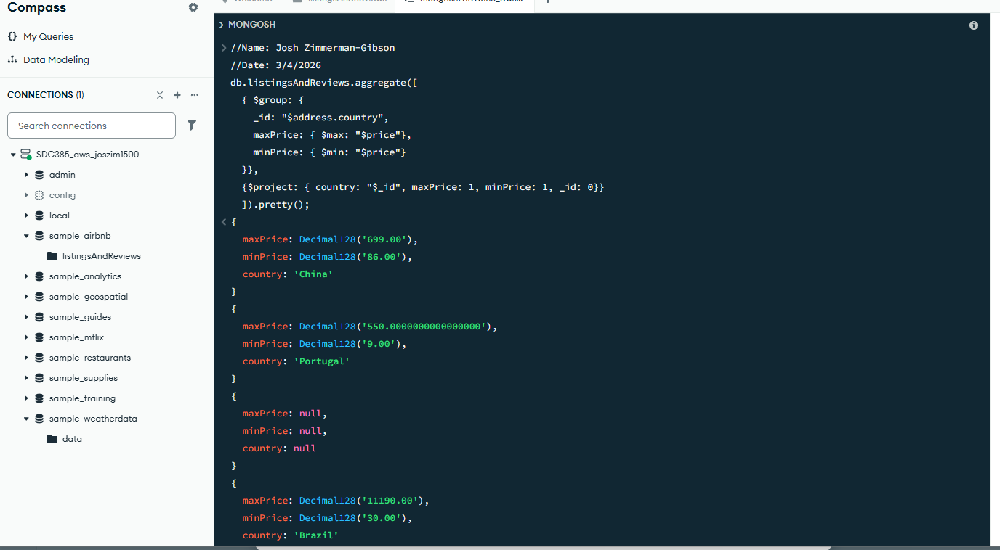 Compass
My Queries
Data Modeling
CONNECTIONS (1)
Search connections
SDC385_aws_joszim1500
admin
config
local
sample_airbnb
listingsAndReviews
sample_analytics
sample_geospatial
sample_guides
sample_mflix
sample_restaurants
sample_supplies
sample_training
sample_weatherdata
data
Welcome
listingsAndReviews
>_MONGOSH
> //Name: Josh Zimmerman-Gibson
//Date: 3/4/2026
db.listingsAndReviews.aggregate([
{ $group: {
_id: "$address.country",
maxPrice: { $max: "$price"},
minPrice: { $min: "$price"}
}},
{$project: { country: "$_id", maxPrice: 1, minPrice: 1, _id: 0}}
]).pretty();
< {
maxPrice: Decimal128('699.00'),
minPrice: Decimal128('86.00'),
country: 'China'
}
{
maxPrice: Decimal128('550.0000000000000000'),
minPrice: Decimal128('9.00'),
country: 'Portugal'
}
{
maxPrice: null,
minPrice: null,
country: null
}
{
maxPrice: Decimal128('11190.00'),
minPrice: Decimal128('30.00'),
country: 'Brazil'